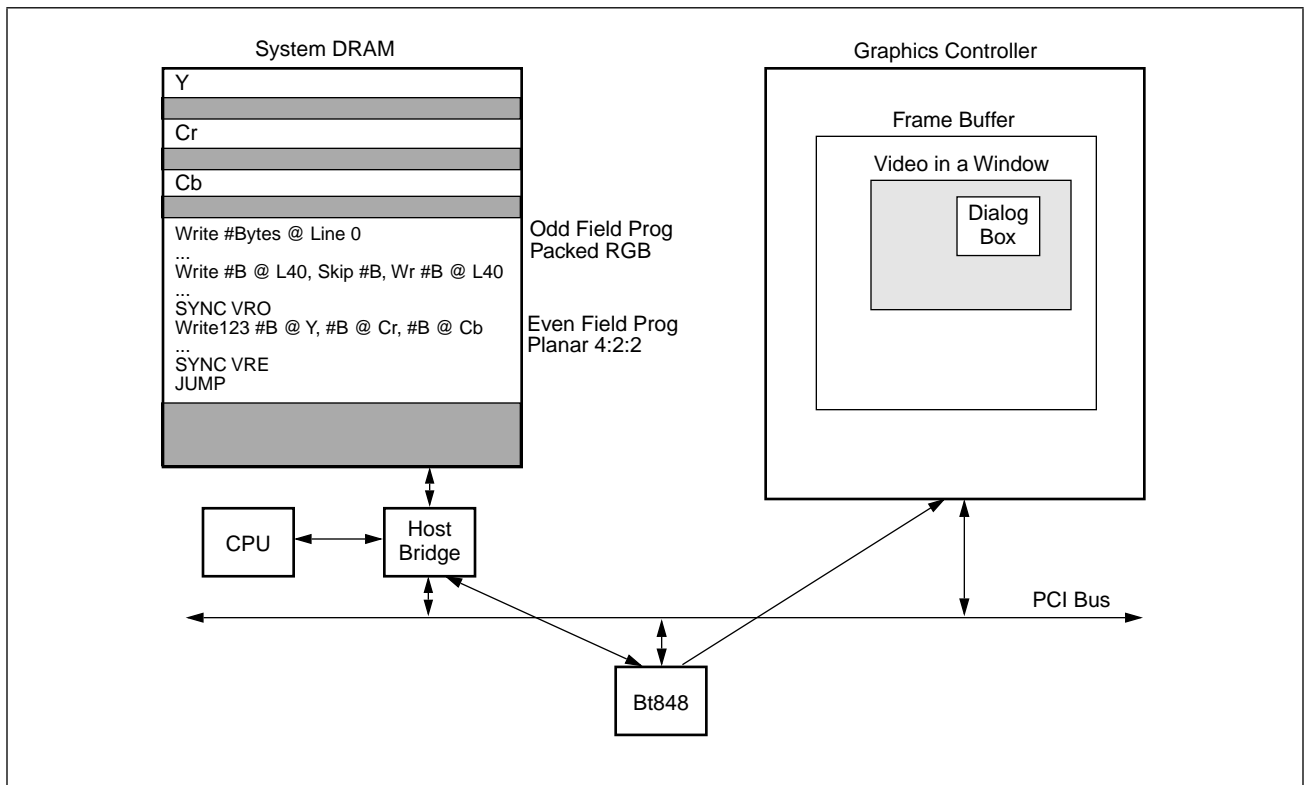 System DRAM
Y
Cr
Cb
Write #Bytes @ Line 0
...
Write #B @ L40, Skip #B, Wr #B @ L40
...
SYNC VRO
Write123 #B @ Y, #B @ Cr, #B @ Cb
...
SYNC VRE
JUMP
Odd Field Prog
Packed RGB
Even Field Prog
Planar 4:2:2
Graphics Controller
Frame Buffer
Video in a Window
Dialog
Box
CPU
Host
Bridge
PCI Bus
Bt848